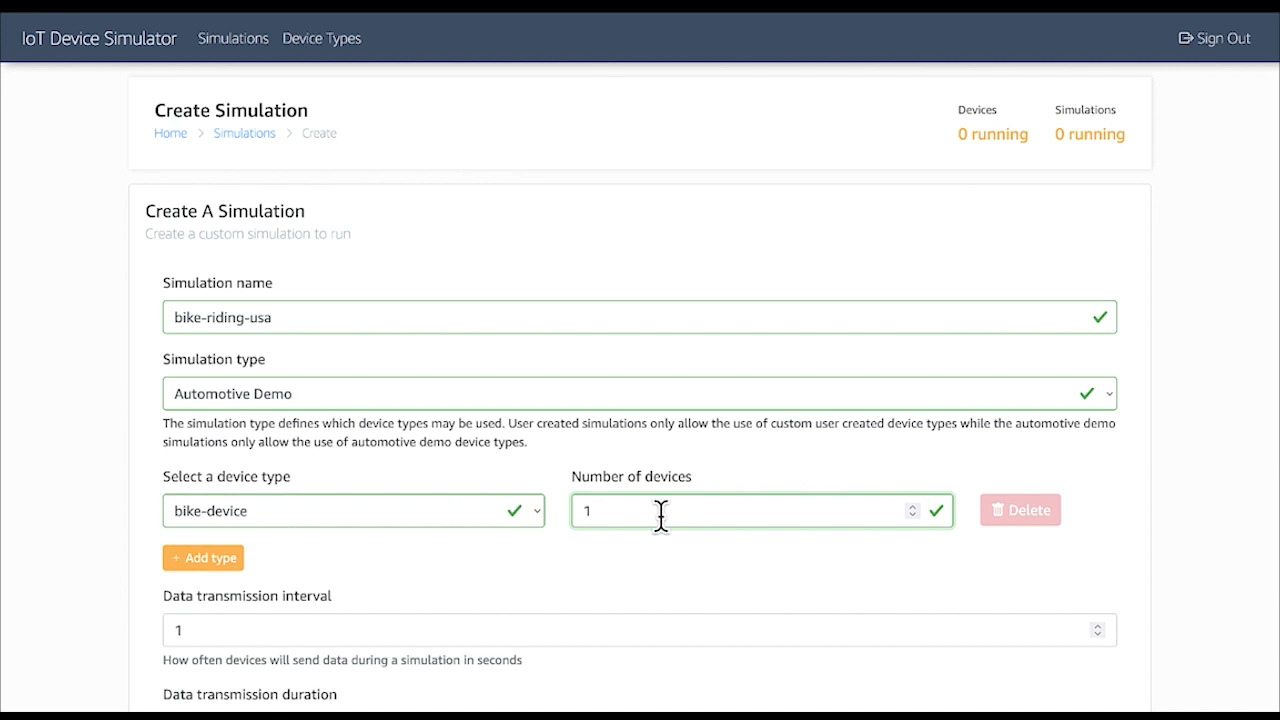 IoT Device Simulator Simulations Device Types Sign Out
Create Simulation
Home > Simulations > Create
Devices
0 running
Simulations
0 running
Create A Simulation
Create a custom simulation to run
Simulation name
bike-riding-usa
Simulation type
Automotive Demo
The simulation type defines which device types may be used. User created simulations only allow the use of custom user created device types while the automotive demo
simulations only allow the use of automotive demo device types.
Select a device type
bike-device
Number of devices
1
Delete
+ Add type
Data transmission interval
1
How often devices will send data during a simulation in seconds
Data transmission duration